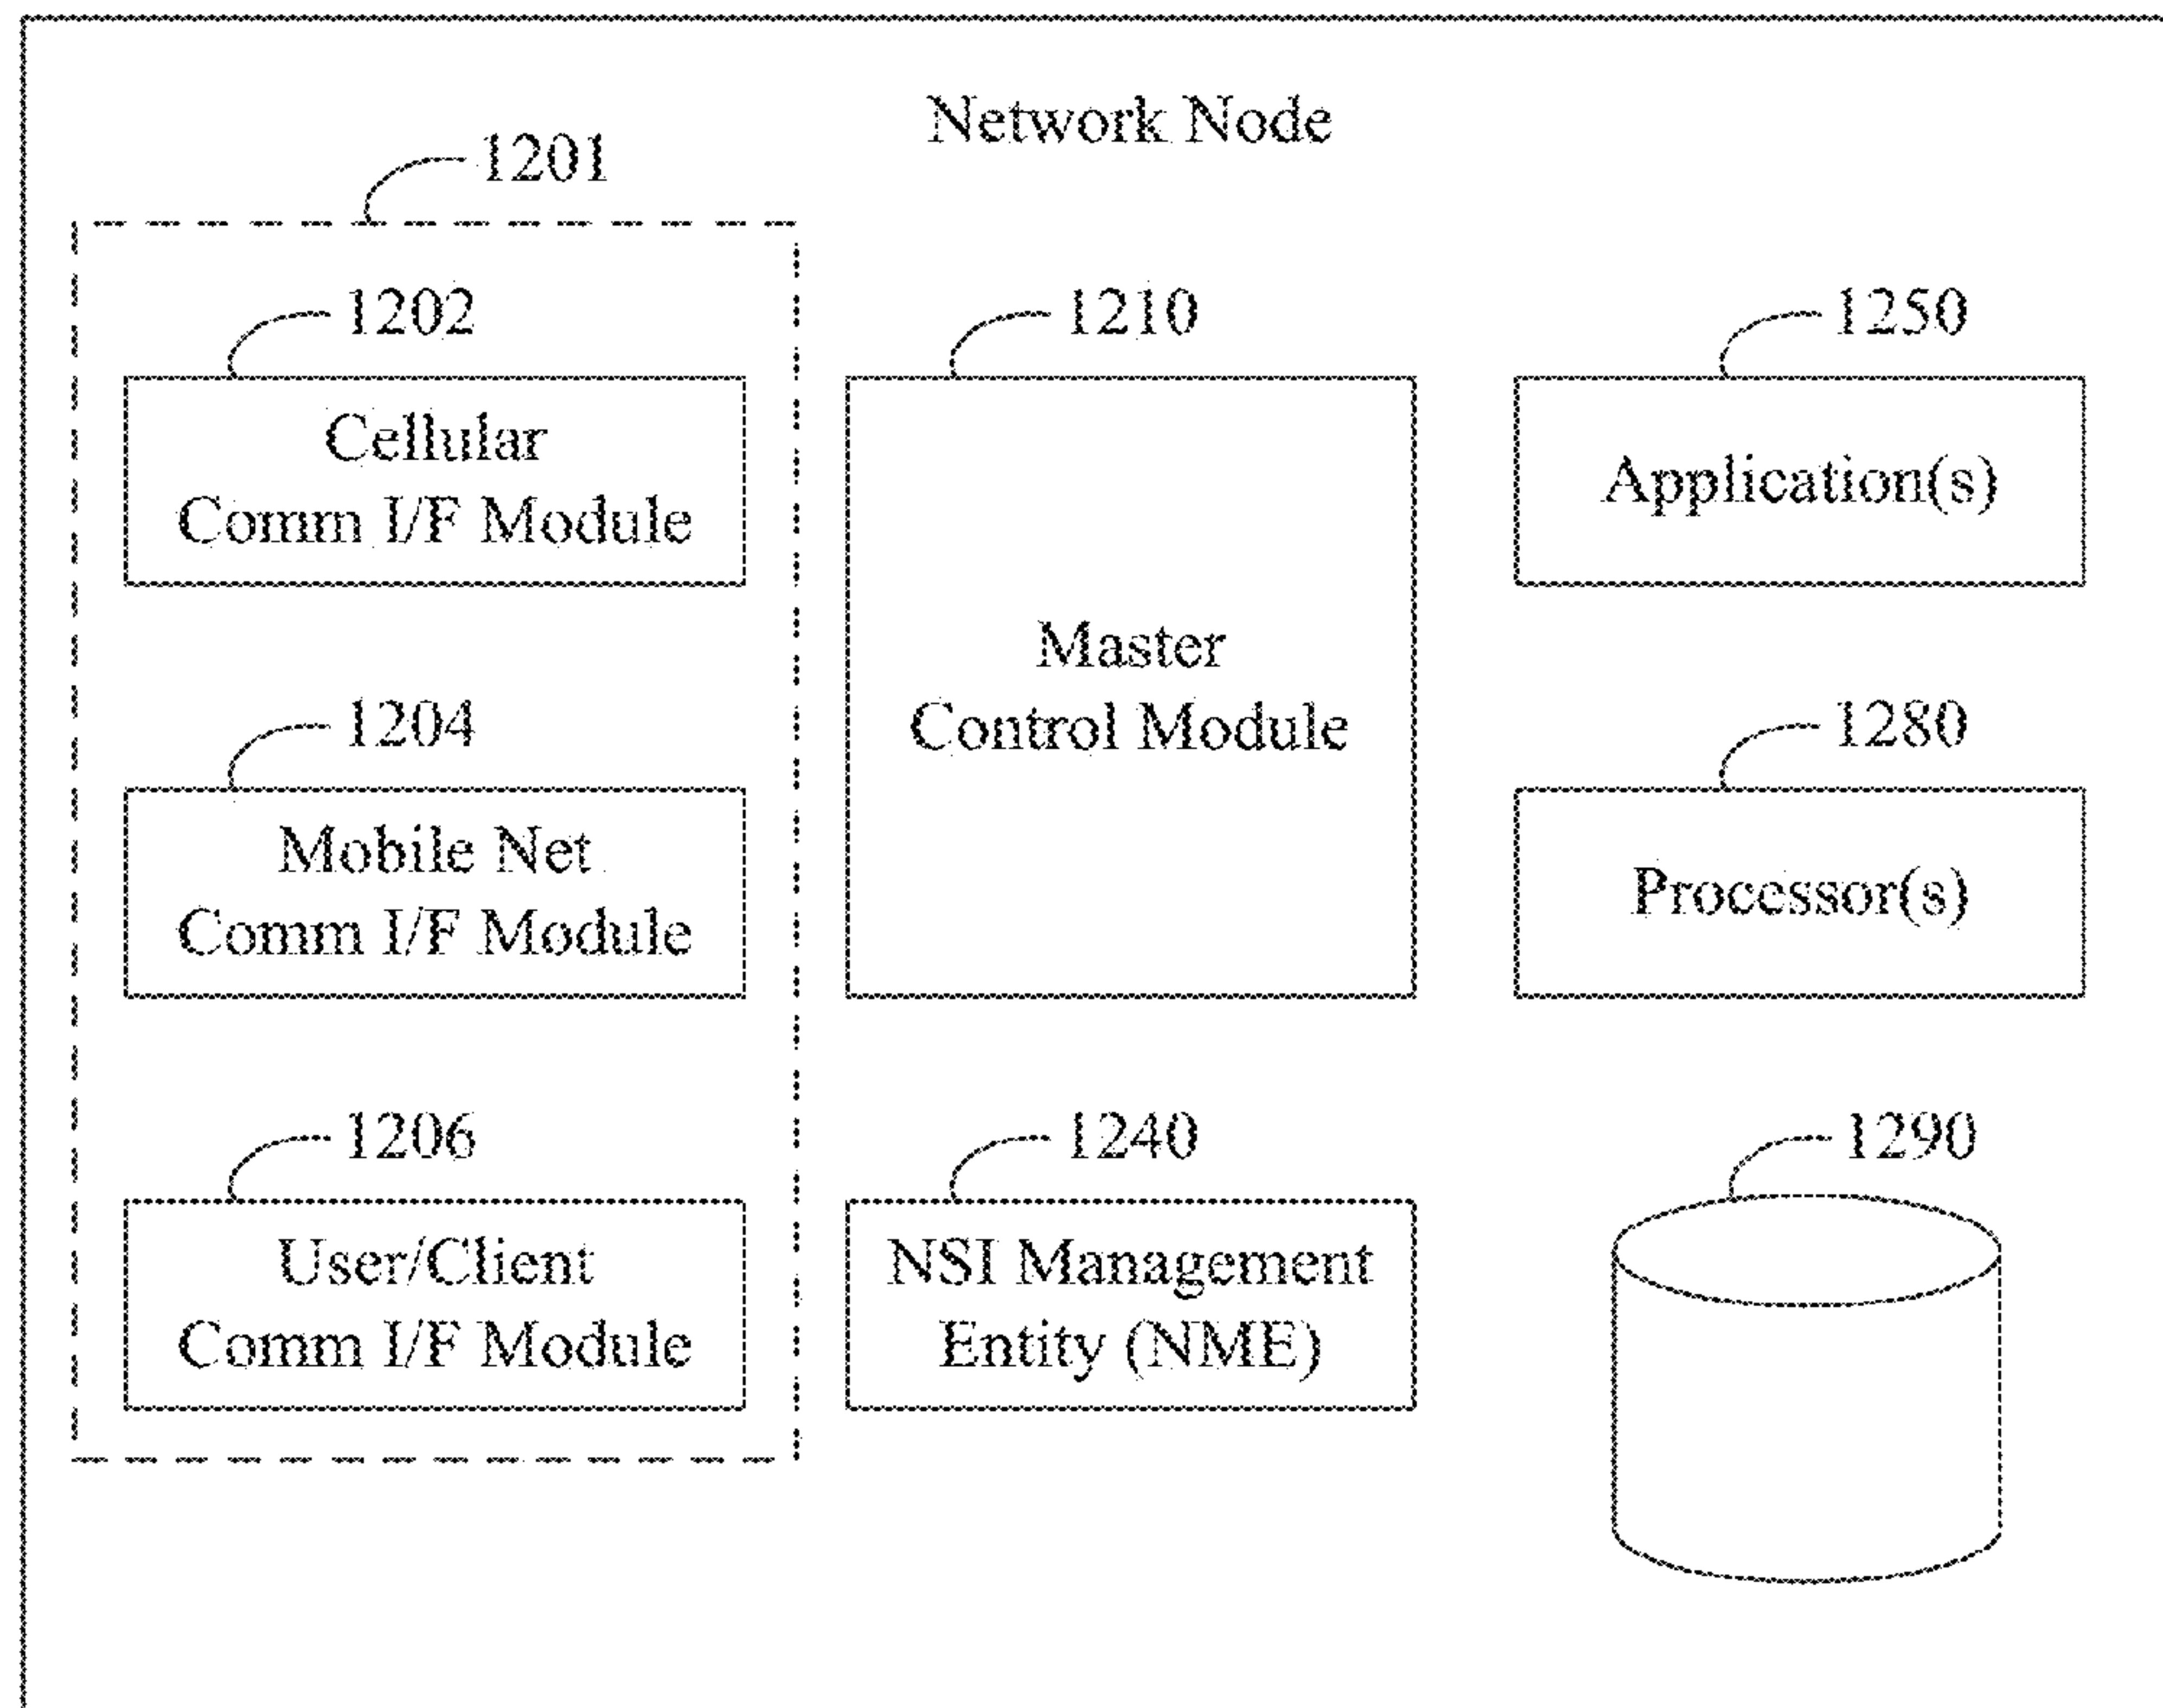 Network Node
1201
1202
Cellular
Comm I/F Module
1204
Mobile Net
Comm I/F Module
1206
User/Client
Comm I/F Module
1210
Master
Control Module
1240
NSI Management
Entity (NME)
1250
Application(s)
1280
Processor(s)
1290